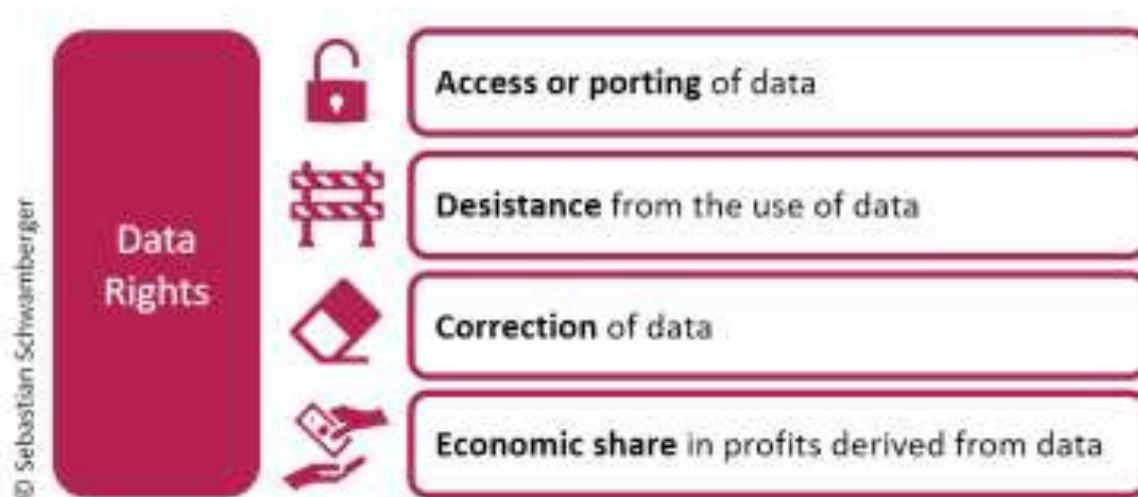 Data
Rights
Access or porting of data
Desistance from the use of data
Correction of data
Economic share in profits derived from data
© Sebastian Schwamberger